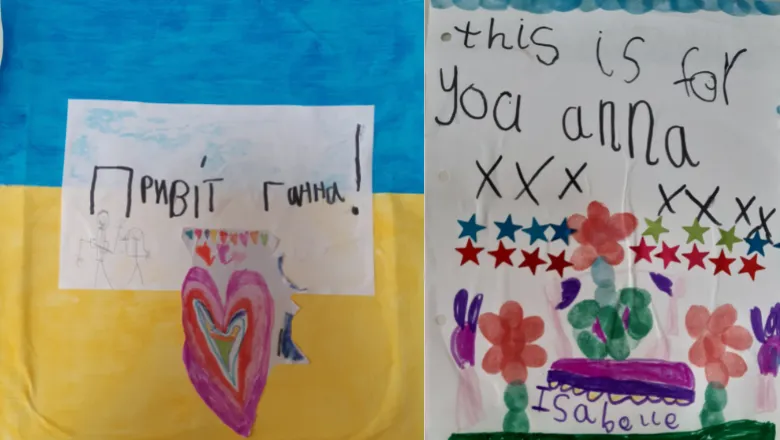 Привіт Ганна!
this is for
you anna
XXX
XXXX
Isabelle